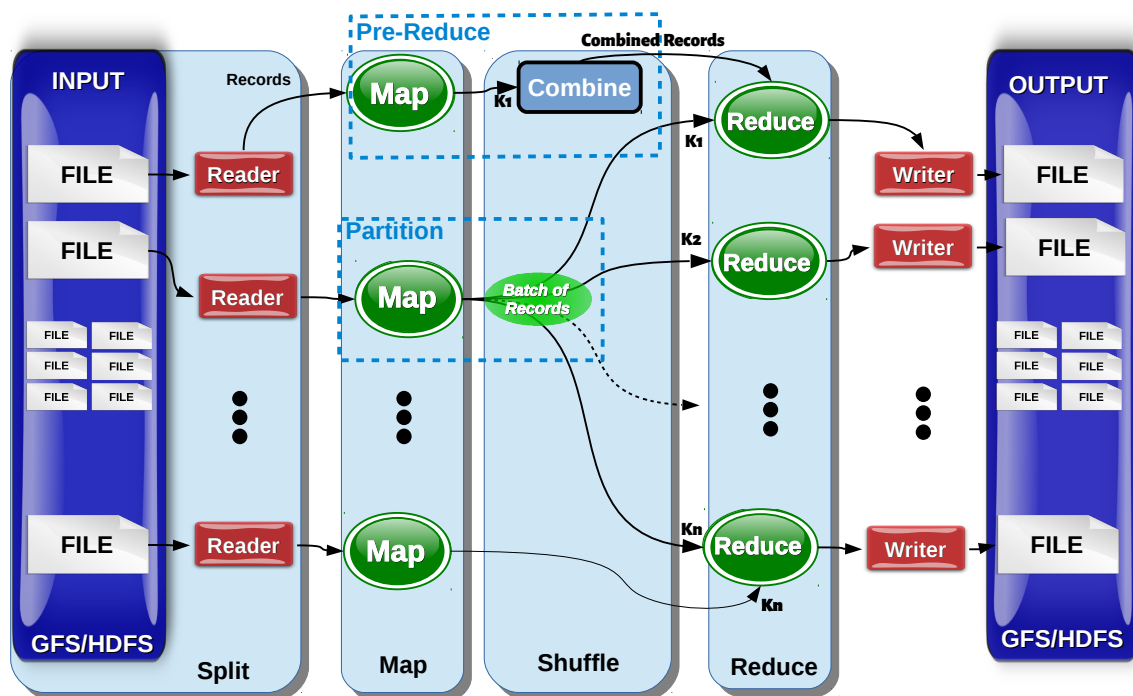 Pre-Reduce
Combined Records
INPUT
Records
Map
K1
Combine
Reduce
OUTPUT
FILE
Reader
K1
Writer
FILE
FILE
Partition
K2
Reduce
Writer
FILE
Reader
Map
Batch of
Records
FILE
FILE
FILE
FILE
FILE
FILE
FILE
FILE
FILE
FILE
FILE
FILE
FILE
Reader
Map
Kn
Reduce
Writer
FILE
Kn
GFS/HDFS
Split
Map
Shuffle
Reduce
GFS/HDFS